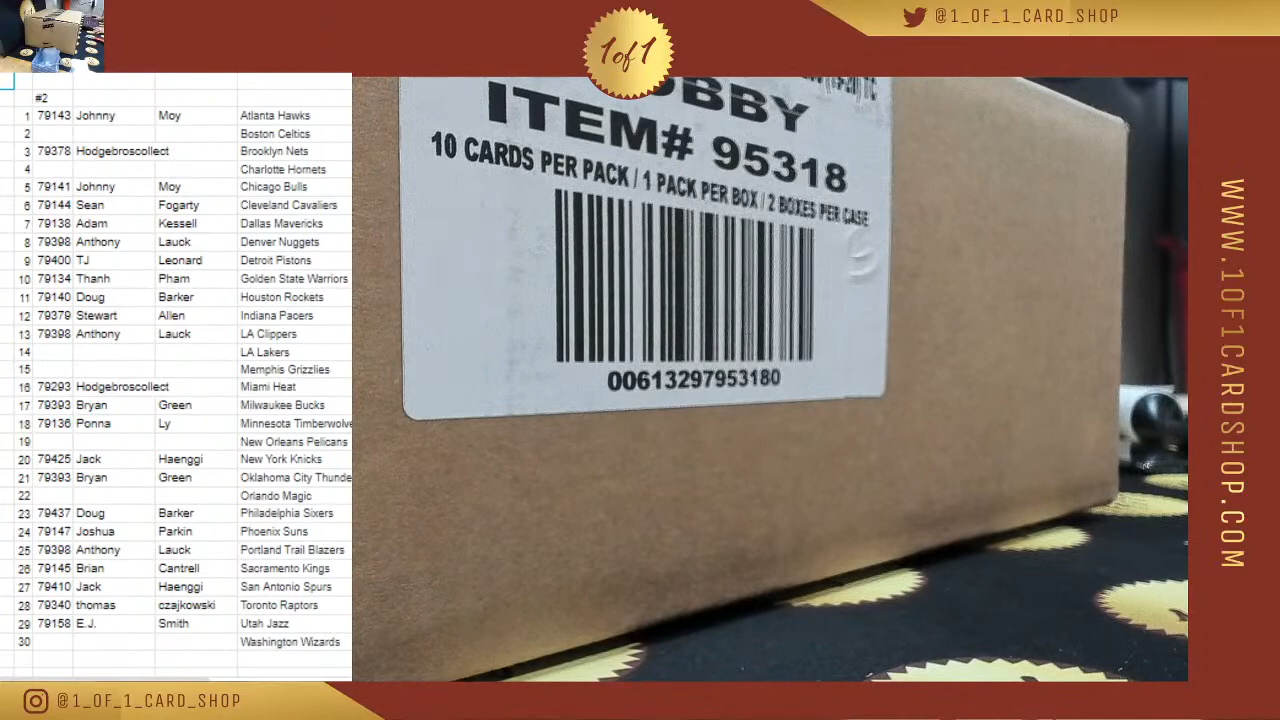 @1_OF_1_CARD_SHOP
1of1
#2
1 79143 Johnny Moy Atlanta Hawks
2 Boston Celtics
3 79378 Hodgebroscollect Brooklyn Nets
4 Charlotte Hornets
5 79141 Johnny Moy Chicago Bulls
6 79144 Sean Fogarty Cleveland Cavaliers
7 79138 Adam Kessell Dallas Mavericks
8 79398 Anthony Lauck Denver Nuggets
9 79400 TJ Leonard Detroit Pistons
10 79134 Thanh Pham Golden State Warriors
11 79140 Doug Barker Houston Rockets
12 79379 Stewart Allen Indiana Pacers
13 79398 Anthony Lauck LA Clippers
14 LA Lakers
15 Memphis Grizzlies
16 79293 Hodgebroscollect Miami Heat
17 79393 Bryan Green Milwaukee Bucks
18 79136 Ponna Ly Minnesota Timberwolve
19 New Orleans Pelicans
20 79425 Jack Haenggi New York Knicks
21 79393 Bryan Green Oklahoma City Thunde
22 Orlando Magic
23 79437 Doug Barker Philadelphia Sixers
24 79147 Joshua Parkin Phoenix Suns
25 79398 Anthony Lauck Portland Trail Blazers
26 79145 Brian Cantrell Sacramento Kings
27 79410 Jack Haenggi San Antonio Spurs
28 79340 thomas czajkowski Toronto Raptors
29 79158 E.J. Smith Utah Jazz
30 Washington Wizards
OBBY
ITEM# 95318
10 CARDS PER PACK / 1 PACK PER BOX / 2 BOXES PER CASE
00613297953180
WWW.1OF1CARDSHOP.COM
@1_OF_1_CARD_SHOP